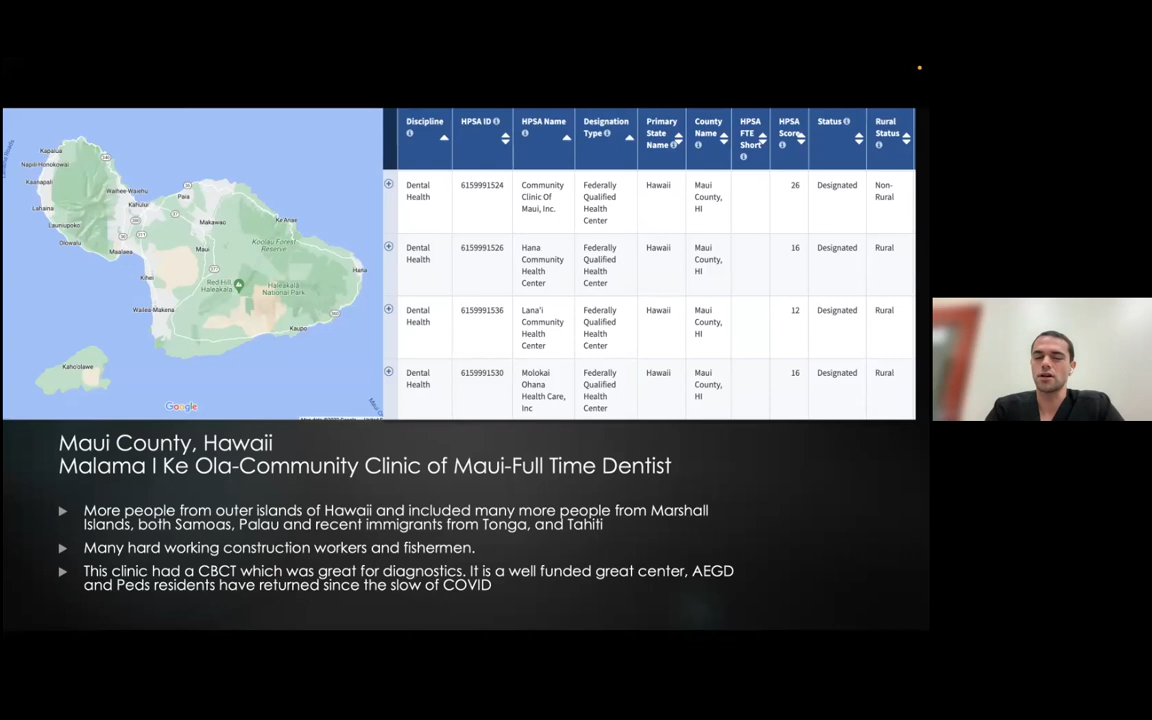 Discipline HPSA ID HPSA Name Designation Type Primary State Name County Name HPSA FTE Short HPSA Score Status Rural Status
Dental Health 6159991524 Community Clinic Of Maui, Inc. Federally Qualified Health Center Hawaii Maui County, HI 26 Designated Non-Rural
Dental Health 6159991526 Hana Community Health Center Federally Qualified Health Center Hawaii Maui County, HI 16 Designated Rural
Dental Health 6159991536 Lana'i Community Health Center Federally Qualified Health Center Hawaii Maui County, HI 12 Designated Rural
Dental Health 6159991530 Molokai Ohana Health Care, Inc Federally Qualified Health Center Hawaii Maui County, HI 16 Designated Rural
Kapalua
Napili-Honokowai
Kaanapali
Waihee-Waiehu
Lahaina
Kahului
Paia
Launiupoko
Makawao
Ke'Anae
Olowalu
Maalaea
Maui
Koolau Forest Reserve
Hana
Kihei
Red Hill Haleakala
Haleakalā National Park
Wailea-Makena
Kaupo
Kaho'olawe
Google
Maui County, Hawaii
Malama I Ke Ola-Community Clinic of Maui-Full Time Dentist
More people from outer islands of Hawaii and included many more people from Marshall
Islands, both Samoas, Palau and recent immigrants from Tonga, and Tahiti
Many hard working construction workers and fishermen.
This clinic had a CBCT which was great for diagnostics. It is a well funded great center, AEGD
and Peds residents have returned since the slow of COVID